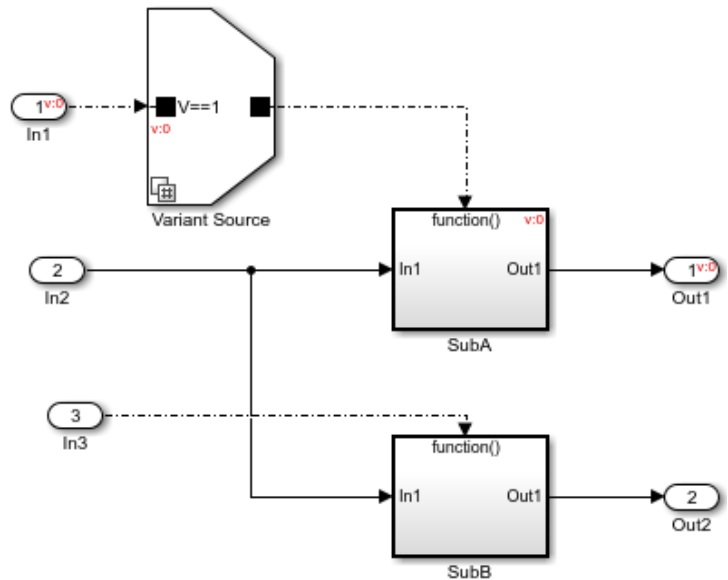 1 v:0
In1
V==1
v:0
Variant Source
function() v:0
In1 Out1
SubA
2
In2
1 v:0
Out1
3
In3
function()
In1 Out1
SubB
2
Out2